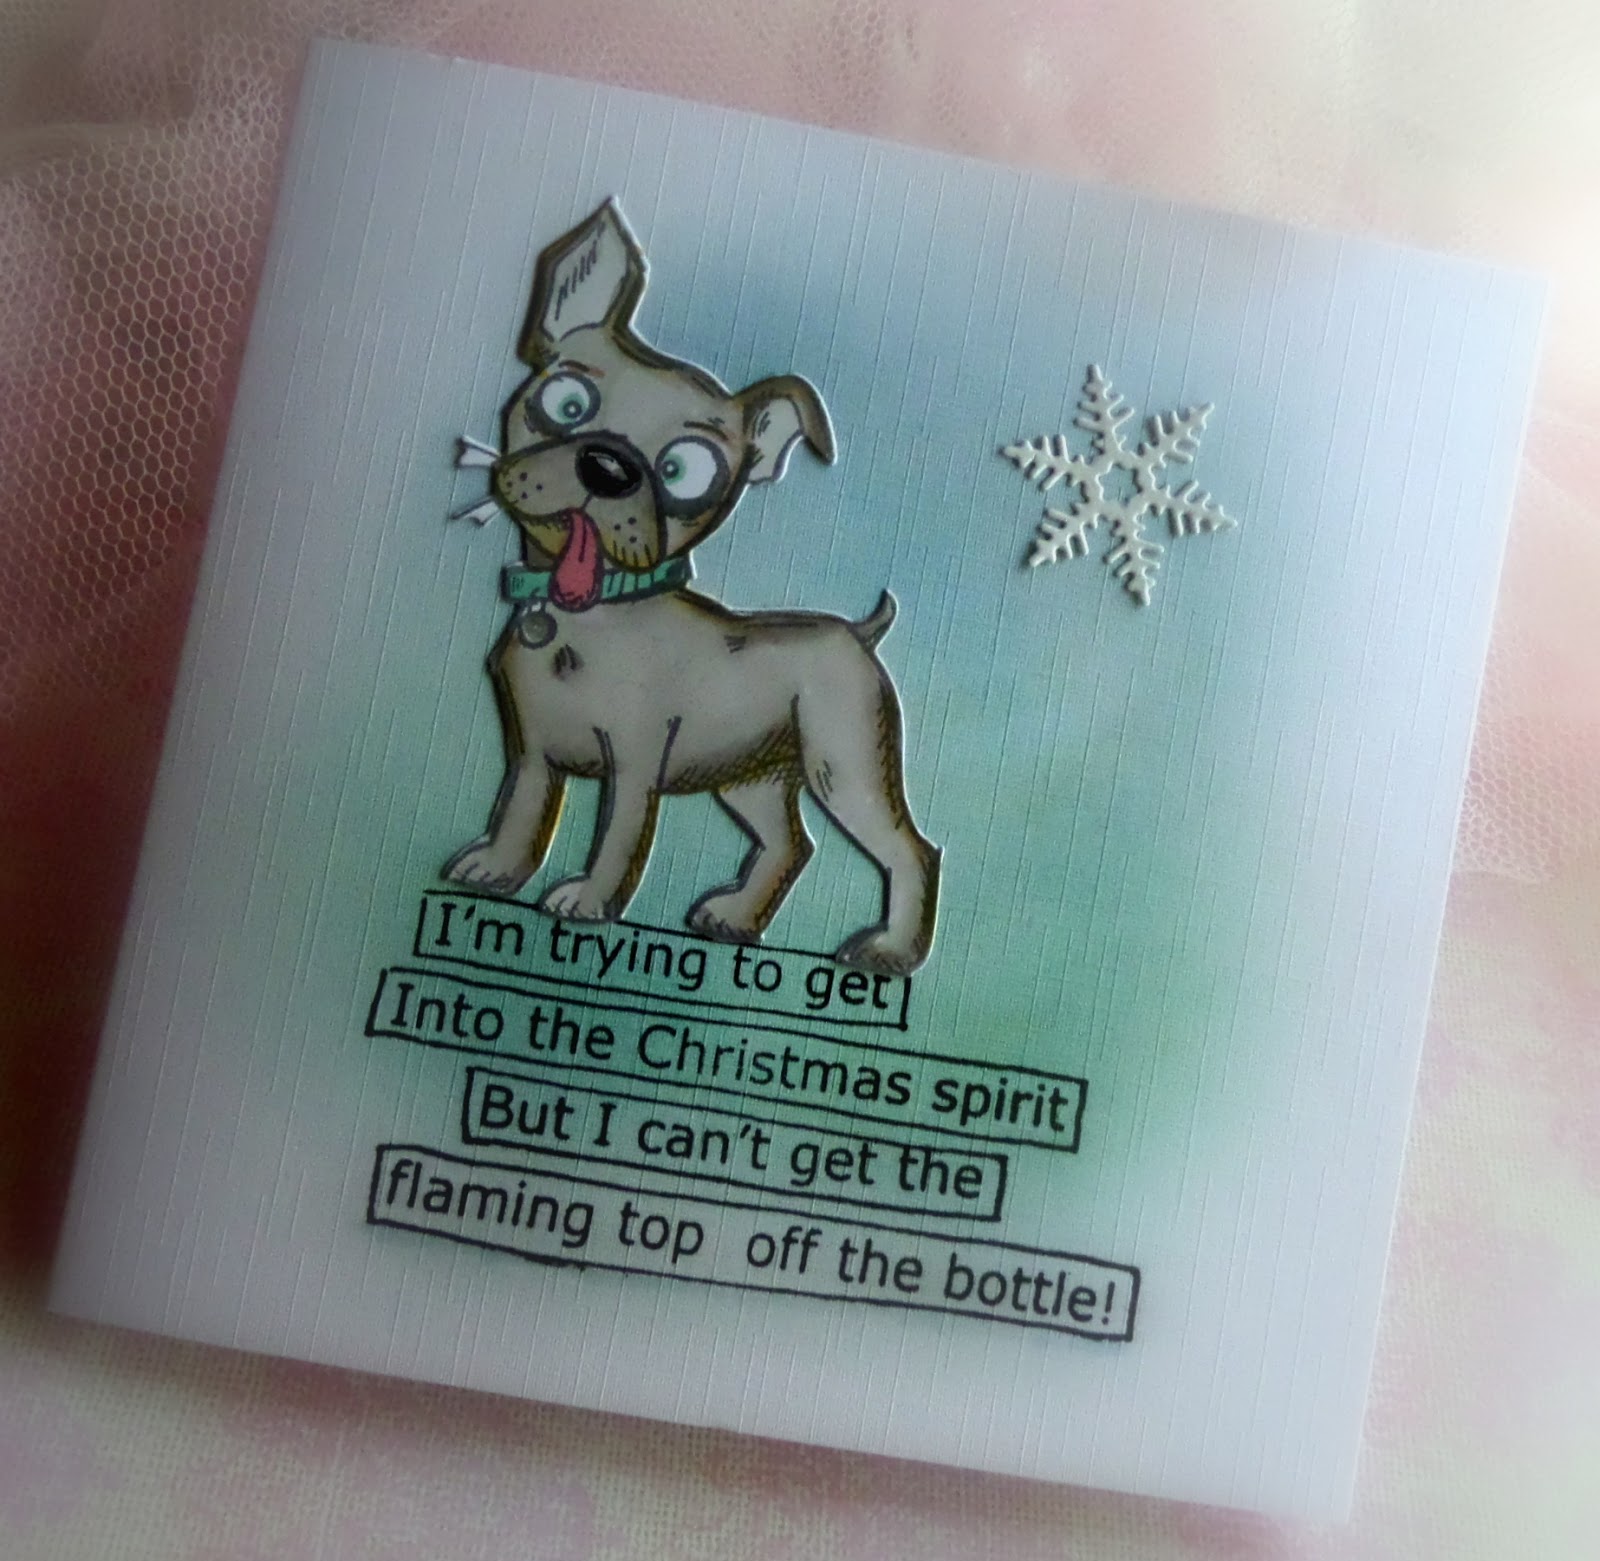 I'm trying to get
Into the Christmas spirit
But I can't get the
flaming top off the bottle!